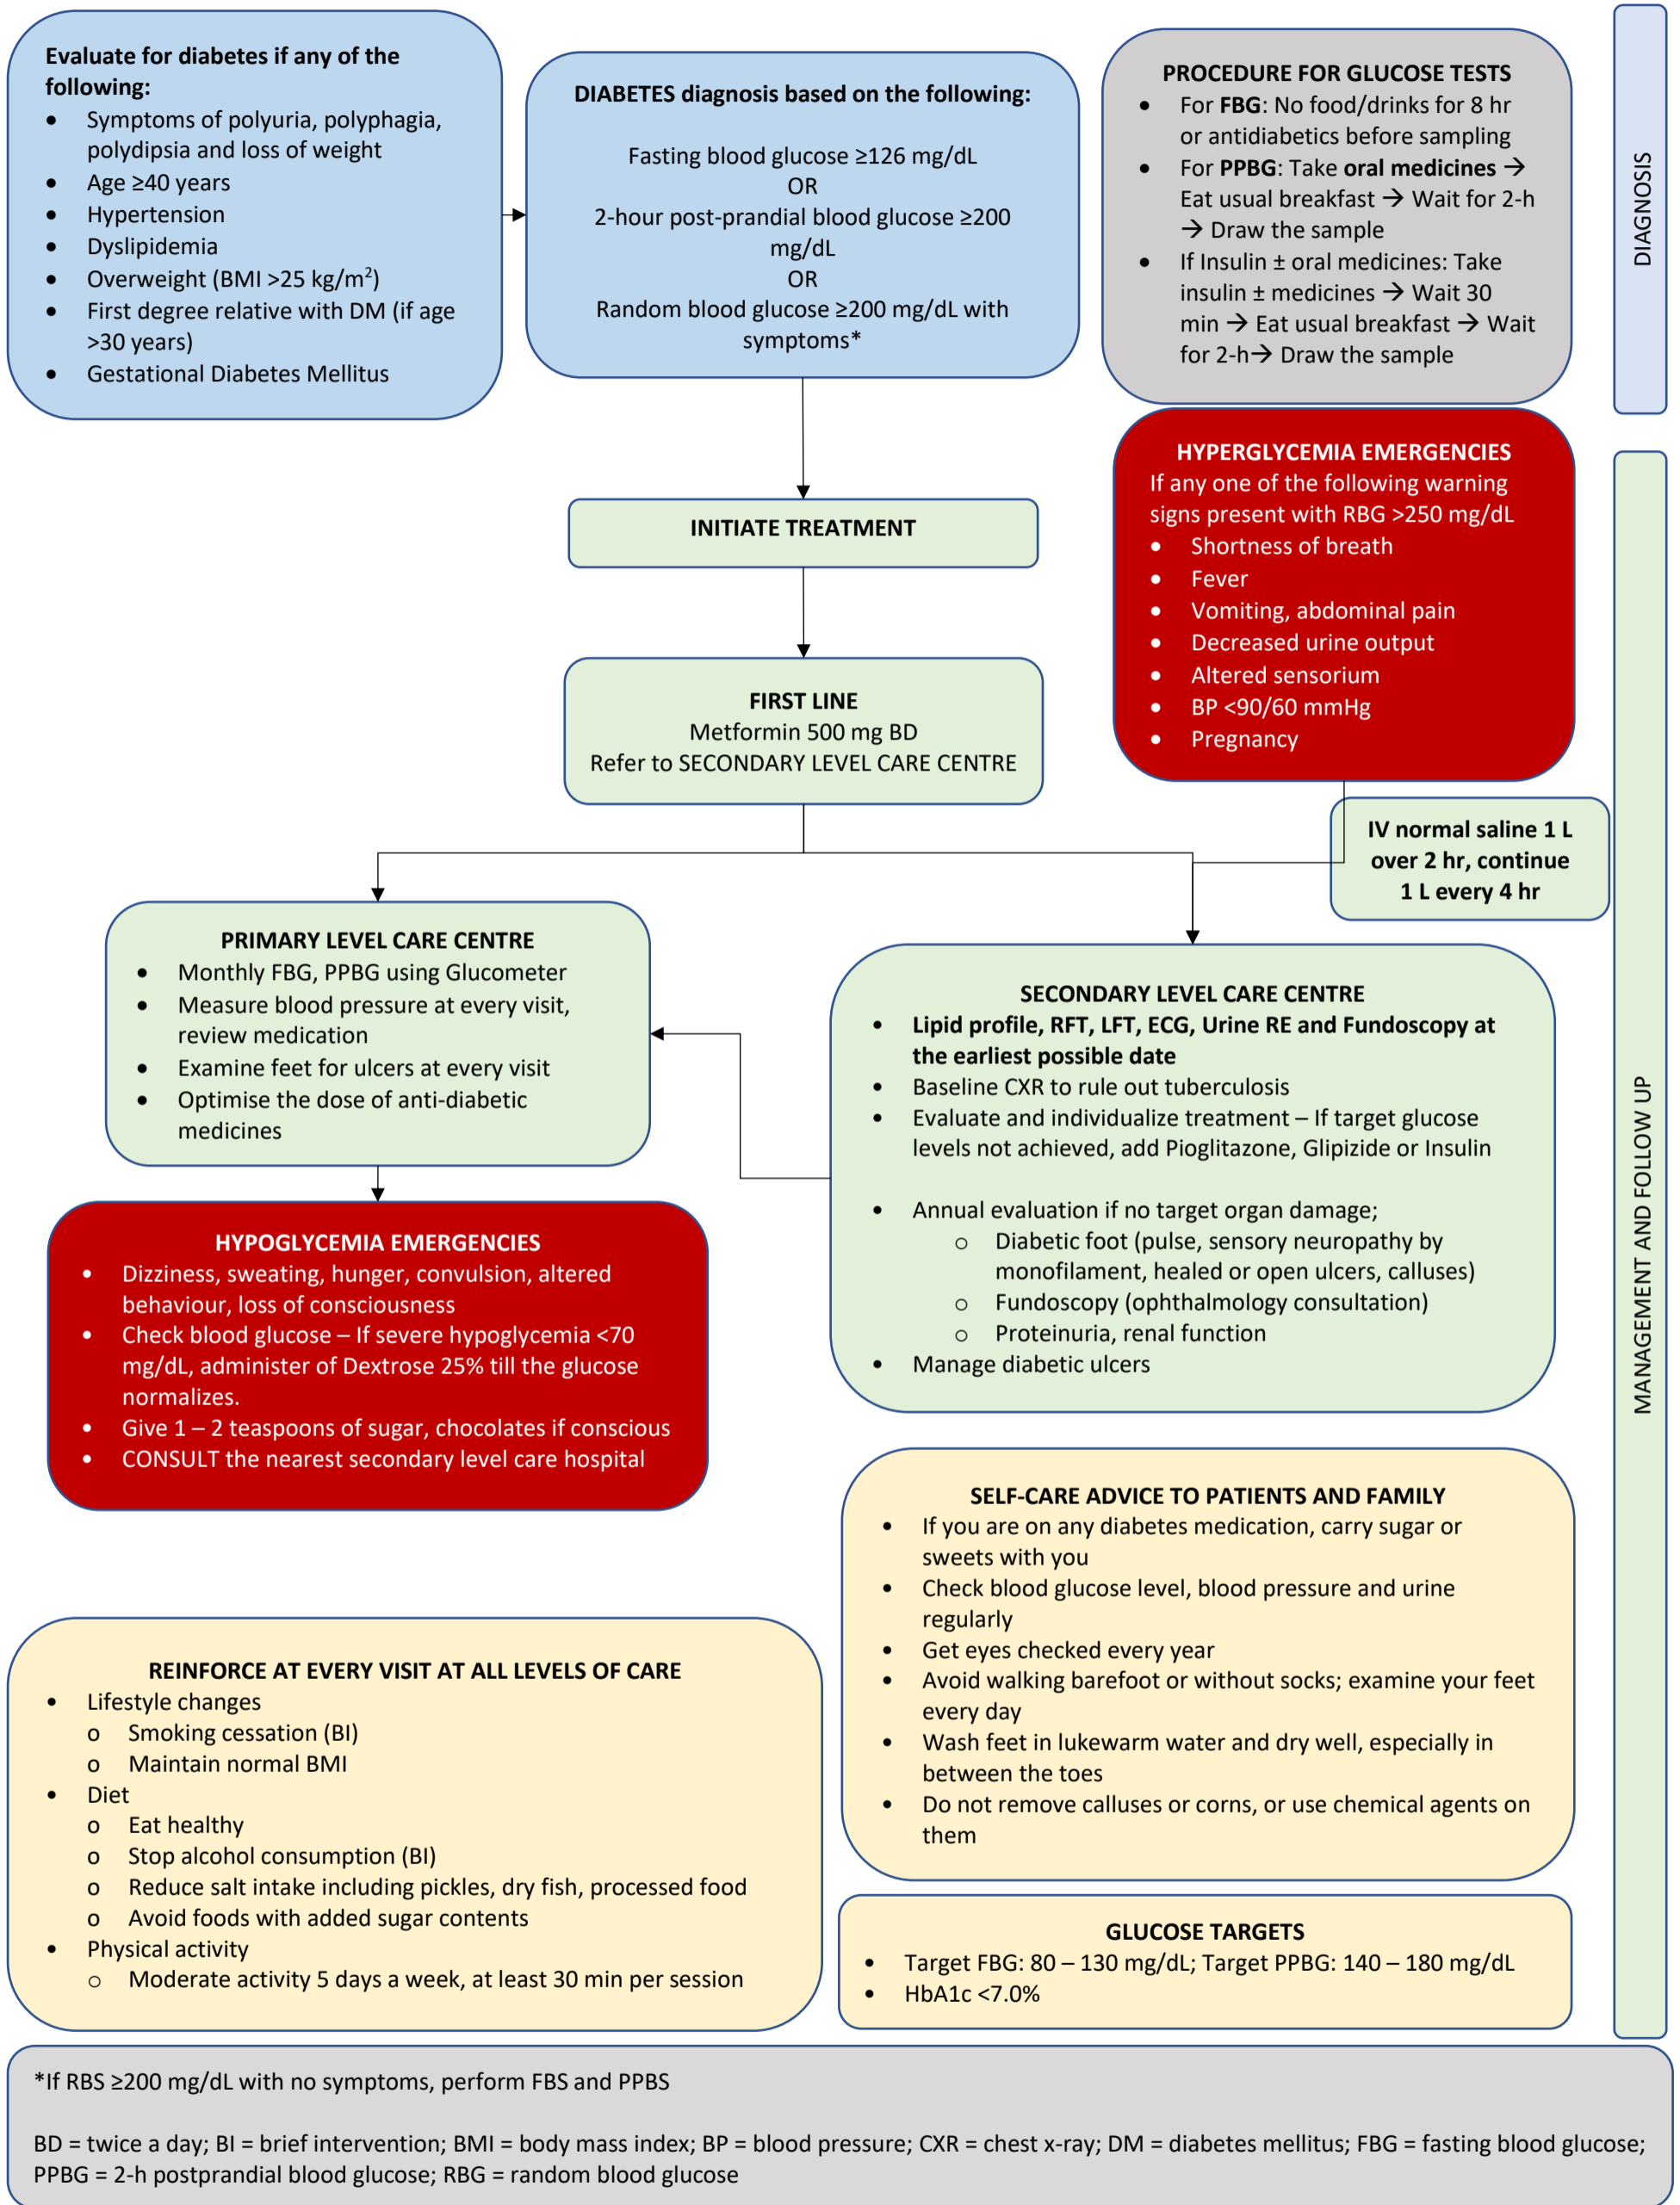 Evaluate for diabetes if any of the
following:
• Symptoms of polyuria, polyphagia,
polydipsia and loss of weight
• Age ≥40 years
• Hypertension
• Dyslipidemia
• Overweight (BMI >25 kg/m²)
• First degree relative with DM (if age
>30 years)
• Gestational Diabetes Mellitus
DIABETES diagnosis based on the following:
Fasting blood glucose ≥126 mg/dL
OR
2-hour post-prandial blood glucose ≥200
mg/dL
OR
Random blood glucose ≥200 mg/dL with
symptoms*
PROCEDURE FOR GLUCOSE TESTS
• For FBG: No food/drinks for 8 hr
or antidiabetics before sampling
• For PPBG: Take oral medicines →
Eat usual breakfast → Wait for 2-h
→ Draw the sample
• If Insulin ± oral medicines: Take
insulin ± medicines → Wait 30
min → Eat usual breakfast → Wait
for 2-h→ Draw the sample
DIAGNOSIS
INITIATE TREATMENT
HYPERGLYCEMIA EMERGENCIES
If any one of the following warning
signs present with RBG >250 mg/dL
• Shortness of breath
• Fever
• Vomiting, abdominal pain
• Decreased urine output
• Altered sensorium
• BP <90/60 mmHg
• Pregnancy
FIRST LINE
Metformin 500 mg BD
Refer to SECONDARY LEVEL CARE CENTRE
IV normal saline 1 L
over 2 hr, continue
1 L every 4 hr
PRIMARY LEVEL CARE CENTRE
• Monthly FBG, PPBG using Glucometer
• Measure blood pressure at every visit,
review medication
• Examine feet for ulcers at every visit
• Optimise the dose of anti-diabetic
medicines
SECONDARY LEVEL CARE CENTRE
• Lipid profile, RFT, LFT, ECG, Urine RE and Fundoscopy at
the earliest possible date
• Baseline CXR to rule out tuberculosis
• Evaluate and individualize treatment – If target glucose
levels not achieved, add Pioglitazone, Glipizide or Insulin
• Annual evaluation if no target organ damage;
o Diabetic foot (pulse, sensory neuropathy by
monofilament, healed or open ulcers, calluses)
o Fundoscopy (ophthalmology consultation)
o Proteinuria, renal function
• Manage diabetic ulcers
MANAGEMENT AND FOLLOW UP
HYPOGLYCEMIA EMERGENCIES
• Dizziness, sweating, hunger, convulsion, altered
behaviour, loss of consciousness
• Check blood glucose – If severe hypoglycemia <70
mg/dL, administer of Dextrose 25% till the glucose
normalizes.
• Give 1 – 2 teaspoons of sugar, chocolates if conscious
• CONSULT the nearest secondary level care hospital
SELF-CARE ADVICE TO PATIENTS AND FAMILY
• If you are on any diabetes medication, carry sugar or
sweets with you
• Check blood glucose level, blood pressure and urine
regularly
• Get eyes checked every year
• Avoid walking barefoot or without socks; examine your feet
every day
• Wash feet in lukewarm water and dry well, especially in
between the toes
• Do not remove calluses or corns, or use chemical agents on
them
REINFORCE AT EVERY VISIT AT ALL LEVELS OF CARE
• Lifestyle changes
o Smoking cessation (BI)
o Maintain normal BMI
• Diet
o Eat healthy
o Stop alcohol consumption (BI)
o Reduce salt intake including pickles, dry fish, processed food
o Avoid foods with added sugar contents
• Physical activity
o Moderate activity 5 days a week, at least 30 min per session
GLUCOSE TARGETS
• Target FBG: 80 – 130 mg/dL; Target PPBG: 140 – 180 mg/dL
• HbA1c <7.0%
*If RBS ≥200 mg/dL with no symptoms, perform FBS and PPBS
BD = twice a day; BI = brief intervention; BMI = body mass index; BP = blood pressure; CXR = chest x-ray; DM = diabetes mellitus; FBG = fasting blood glucose;
PPBG = 2-h postprandial blood glucose; RBG = random blood glucose